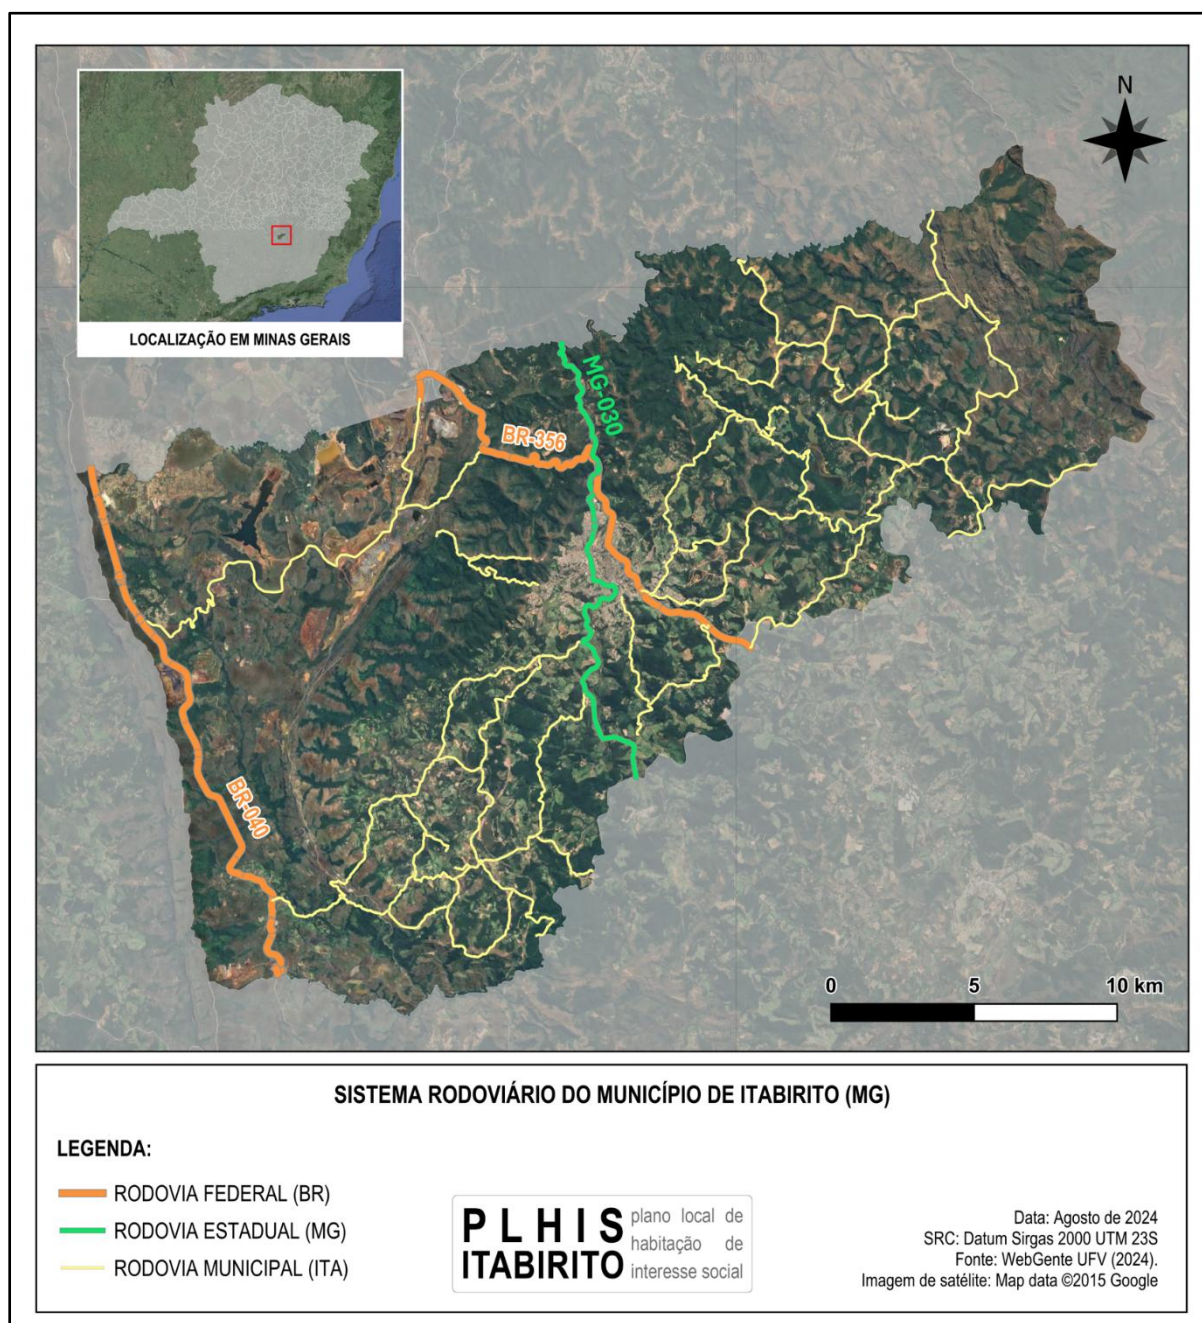 N
LOCALIZAÇÃO EM MINAS GERAIS
MG-030
BR-356
BR-040
0 5 10 km
SISTEMA RODOVIÁRIO DO MUNICÍPIO DE ITABIRITO (MG)
LEGENDA:
RODOVIA FEDERAL (BR)
RODOVIA ESTADUAL (MG)
RODOVIA MUNICIPAL (ITA)
PLHIS
ITABIRITO
plano local de
habitação de
interesse social
Data: Agosto de 2024
SRC: Datum Sirgas 2000 UTM 23S
Fonte: WebGente UFV (2024).
Imagem de satélite: Map data ©2015 Google